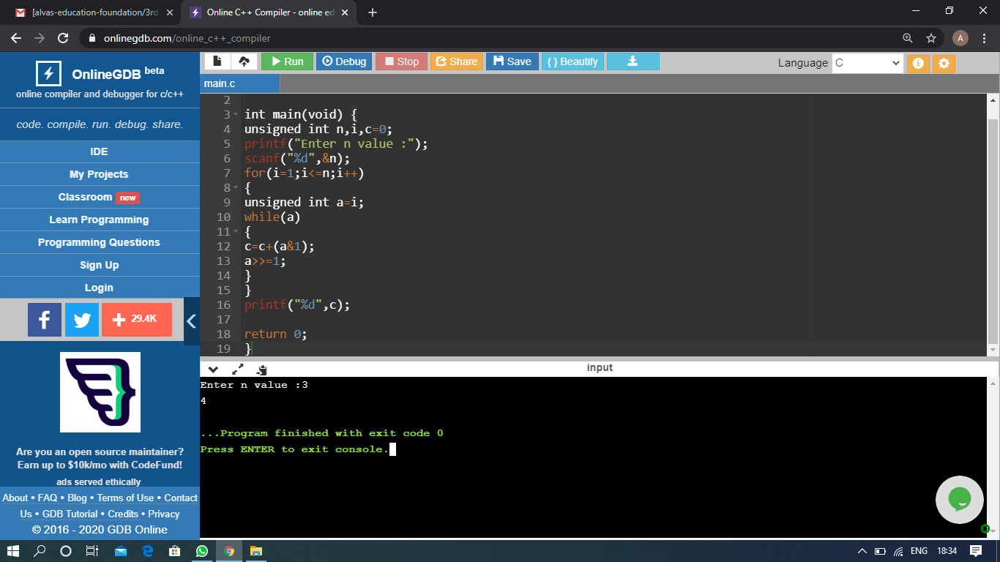 [alvas-education-foundation/3rd
Online C++ Compiler - online ed
onlinegdb.com/online_c++_compiler
A
OnlineGDB beta
online compiler and debugger for c/c++
code. compile. run. debug. share.
IDE
My Projects
Classroom new
Learn Programming
Programming Questions
Sign Up
Login
f
+ 29.4K
Are you an open source maintainer?
Earn up to $10k/mo with CodeFund!
ads served ethically
About • FAQ • Blog • Terms of Use • Contact
Us • GDB Tutorial • Credits • Privacy
© 2016 - 2020 GDB Online
Run Debug Stop Share Save { } Beautify Language C
main.c
2
3 int main(void) {
4 unsigned int n,i,c=0;
5 printf("Enter n value :");
6 scanf("%d",&n);
7 for(i=1;i<=n;i++)
8 {
9 unsigned int a=i;
10 while(a)
11 {
12 c=c+(a&1);
13 a>>=1;
14 }
15 }
16 printf("%d",c);
17
18 return 0;
19 }
input
Enter n value :3
4
...Program finished with exit code 0
Press ENTER to exit console.
ENG 18:34